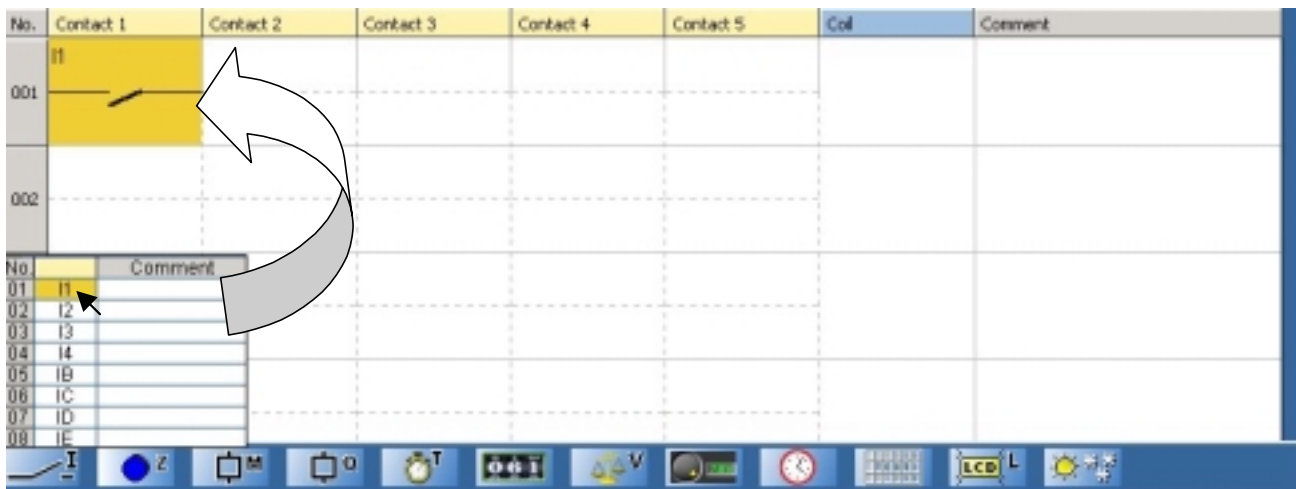 No. Contact 1 Contact 2 Contact 3 Contact 4 Contact 5 Coil Comment
I1
001
002
No. Comment
01 I1
02 I2
03 I3
04 I4
05 IB
06 IC
07 ID
08 IE
I Z M Q T 061 V LCD L